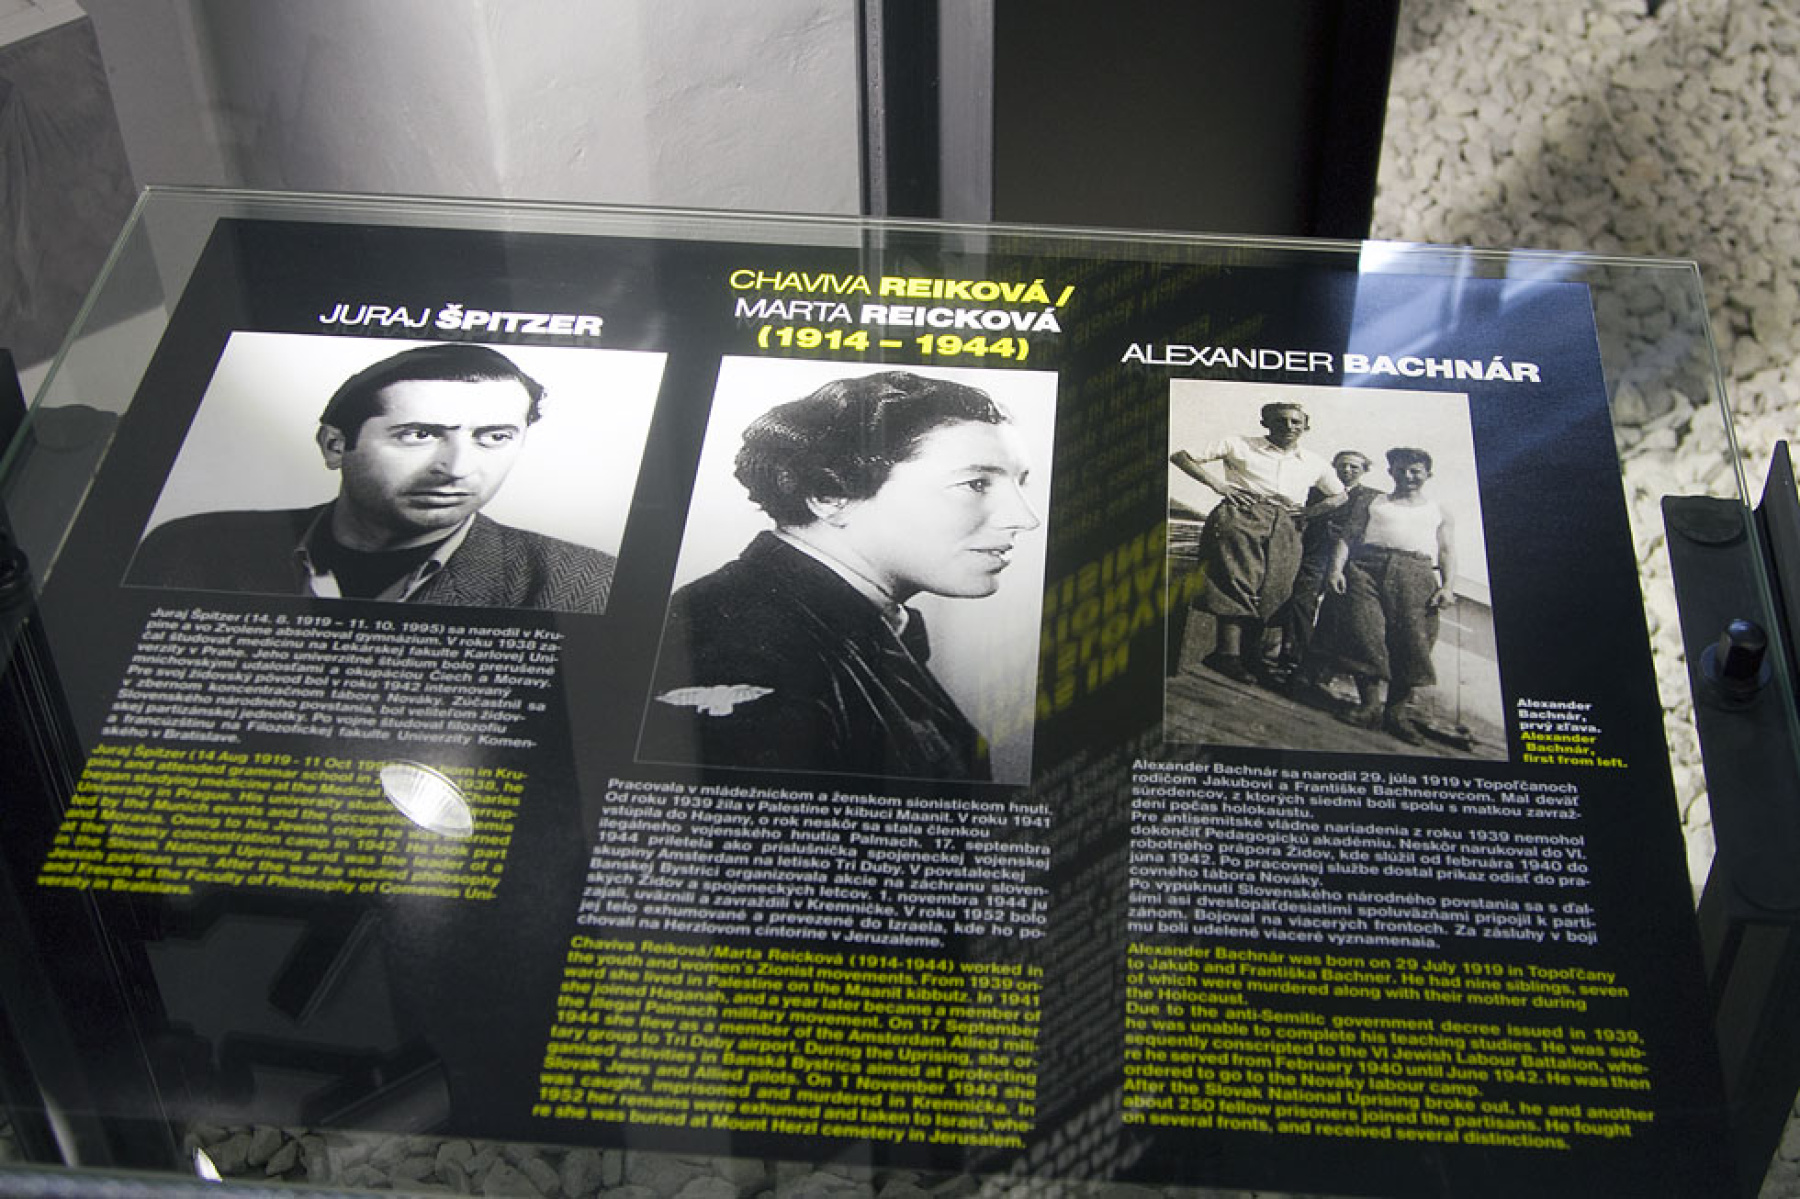 JURAJ ŠPITZER
Juraj Špitzer (14. 8. 1919 – 11. 10. 1995) sa narodil v Kru-
pine a vo Zvolene absolvoval gymnázium. V roku 1938 za-
čal študovať medicínu na Lekárskej fakulte Karlovej Uni-
verzity v Prahe. Jeho univerzitné štúdium bolo prerušené
mníchovskými udalosťami a okupáciou Čiech a Moravy.
Pre svoj židovský pôvod bol v roku 1942 internovaný
v zbernom koncentračnom tábore Nováky. Zúčastnil sa
Slovenského národného povstania, bol veliteľom židov-
skej partizánskej jednotky. Po vojne študoval filozofiu
a francúzštinu na Filozofickej fakulte Univerzity Komen-
ského v Bratislave.
Juraj Špitzer (14 Aug 1919 - 11 Oct born in Kru-
pina and attended grammar school in 1938, he
began studying medicine at the Medical Charles
University in Prague. His university interrup-
ted by the Munich events and the
and Moravia. Owing to his Jewish origin he
in the Nováky concentration camp in 1942. He took part
in the Slovak National Uprising and was the leader of a
Jewish partisan unit. After the war he studied philosophy
and French at the Faculty of Philosophy of Comenius Uni-
versity in Bratislava.
CHAVIVA REIKOVÁ /
MARTA REICKOVÁ
(1914 – 1944)
Pracovala v mládežníckom a ženskom sionistickom hnutí.
Od roku 1939 žila v Palestíne v kibuci Maanit. V roku 1941
vstúpila do Hagany, o rok neskôr sa stala členkou
ilegálneho vojenského hnutia Palmach. 17. septembra
1944 priletela ako príslušníčka spojeneckej vojenskej
skupiny Amsterdam na letisko Tri Duby. V povstaleckej
Banskej Bystrici organizovala akcie na záchranu sloven-
ských Židov a spojeneckých letcov. 1. novembra 1944 ju
zajali, uväznili a zavraždili v Kremničke. V roku 1952 bolo
jej telo exhumované a prevezené do Izraela, kde ho po-
chovali na Herzlovom cintoríne v Jeruzaleme.
Chaviva Reiková/Marta Reicková (1914-1944) worked in
the youth and women's Zionist movements. From 1939 on-
ward she lived in Palestine on the Maanit kibbutz. In 1941
she joined Haganah, and a year later became a member of
the illegal Palmach military movement. On 17 September
1944 she flew as a member of the Amsterdam Allied mili-
tary group to Tri Duby airport. During the Uprising, she or-
ganised activities in Banská Bystrica aimed at protecting
Slovak Jews and Allied pilots. On 1 November 1944 she
was caught, imprisoned and murdered in Kremnička. In
1952 her remains were exhumed and taken to Israel, whe-
re she was buried at Mount Herzl cemetery in Jerusalem.
ALEXANDER BACHNÁR
Alexander
Bachnár,
prvý zľava.
Alexander
Bachnár,
first from left.
Alexander Bachnár sa narodil 29. júla 1919 v Topoľčanoch
rodičom Jakubovi a Františke Bachnerovcom. Mal deväť
súrodencov, z ktorých siedmi boli spolu s matkou zavraž-
dení počas holokaustu.
Pre antisemitské vládne nariadenia z roku 1939 nemohol
dokončiť Pedagogickú akadémiu. Neskôr narukoval do VI.
robotného prápora Židov, kde slúžil od februára 1940 do
júna 1942. Po pracovnej službe dostal príkaz odísť do pra-
covného tábora Nováky.
Po vypuknutí Slovenského národného povstania sa s ďal-
šími asi dvestopäťdesiatimi spoluväzňami pripojil k parti-
zánom. Bojoval na viacerých frontoch. Za zásluhy v boji
mu boli udelené viaceré vyznamenaia.
Alexander Bachnár was born on 29 July 1919 in Topoľčany
to Jakub and Františka Bachner. He had nine siblings, seven
of which were murdered along with their mother during
the Holocaust.
Due to the anti-Semitic government decree issued in 1939,
he was unable to complete his teaching studies. He was sub-
sequently conscripted to the VI Jewish Labour Battalion, whe-
re he served from February 1940 until June 1942. He was then
ordered to go to the Nováky labour camp.
After the Slovak National Uprising broke out, he and another
about 250 fellow prisoners joined the partisans. He fought
on several fronts, and received several distinctions.